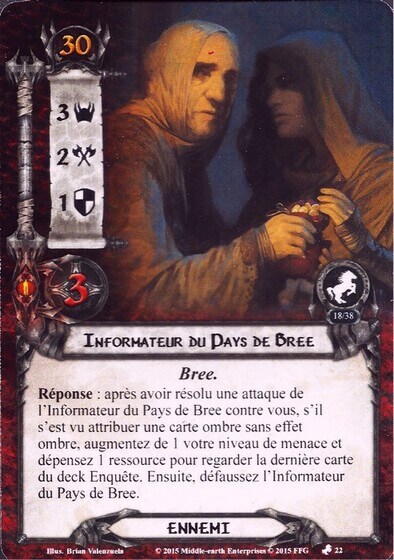 30
3
2
1
3
18/38
Informateur du Pays de Bree
Bree.
Réponse : après avoir résolu une attaque de
l'Informateur du Pays de Bree contre vous, s'il
s'est vu attribuer une carte ombre sans effet
ombre, augmentez de 1 votre niveau de menace et
dépensez 1 ressource pour regarder la dernière carte
du deck Enquête. Ensuite, défaussez l'Informateur
du Pays de Bree.
ENNEMI
Illus. Brian Valenzuela © 2015 Middle-earth Enterprises © 2015 FFG 22